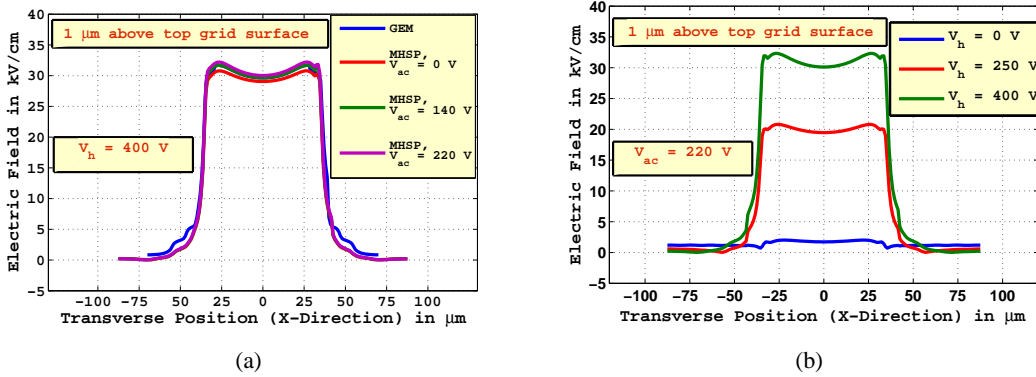 1 μm above top grid surface
GEM
MHSP,
V_ac = 0 V
MHSP,
V_ac = 140 V
MHSP,
V_ac = 220 V
V_h = 400 V
Electric Field in kV/cm
40
35
30
25
20
15
10
5
0
−5
−100 −75 −50 −25 0 25 50 75 100
Transverse Position (X-Direction) in μm
(a)
1 μm above top grid surface
V_h = 0 V
V_h = 250 V
V_h = 400 V
V_ac = 220 V
Electric Field in kV/cm
40
35
30
25
20
15
10
5
0
−5
−100 −75 −50 −25 0 25 50 75 100
Transverse Position (X-Direction) in μm
(b)